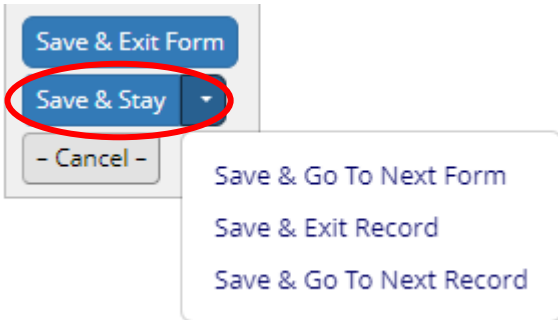 Save & Exit Form
Save & Stay
– Cancel –
Save & Go To Next Form
Save & Exit Record
Save & Go To Next Record